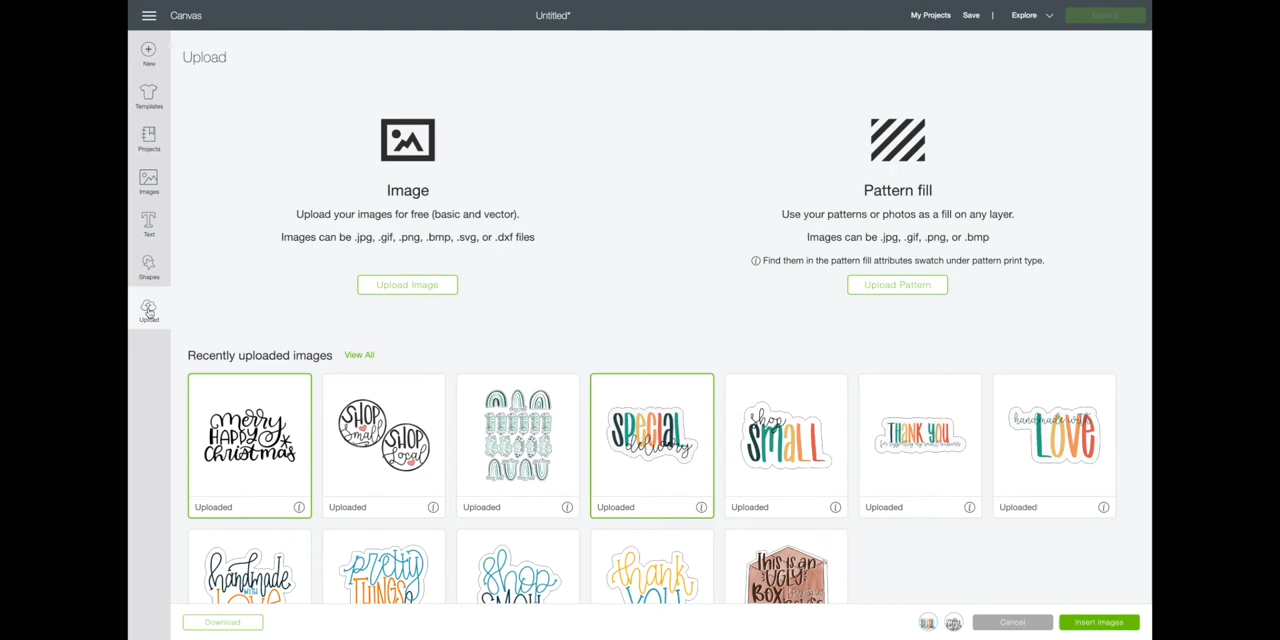 Canvas
Untitled*
My Projects
Save
|
Explore
New
Templates
Projects
Images
Text
Shapes
Upload
Upload
Image
Upload your images for free (basic and vector).
Images can be .jpg, .gif, .png, .bmp, .svg, or .dxf files
Upload Image
Pattern fill
Use your patterns or photos as a fill on any layer.
Images can be .jpg, .gif, .png, or .bmp
Find them in the pattern fill attributes swatch under pattern print type.
Upload Pattern
Recently uploaded images
View All
merry
HAPPY
Christmas
Uploaded
SHOP
Small
SHOP
Local
Uploaded
Uploaded
SPECIAL
delivery
Uploaded
shop
SMALL
Uploaded
THANK YOU
Uploaded
handmade with
LOVE
Uploaded
handmade
WITH
LOVE
pretty
THINGS
shop
SMALL
thank
YOU
THIS IS AN
UGLY
BOX
Download
Cancel
Insert Images